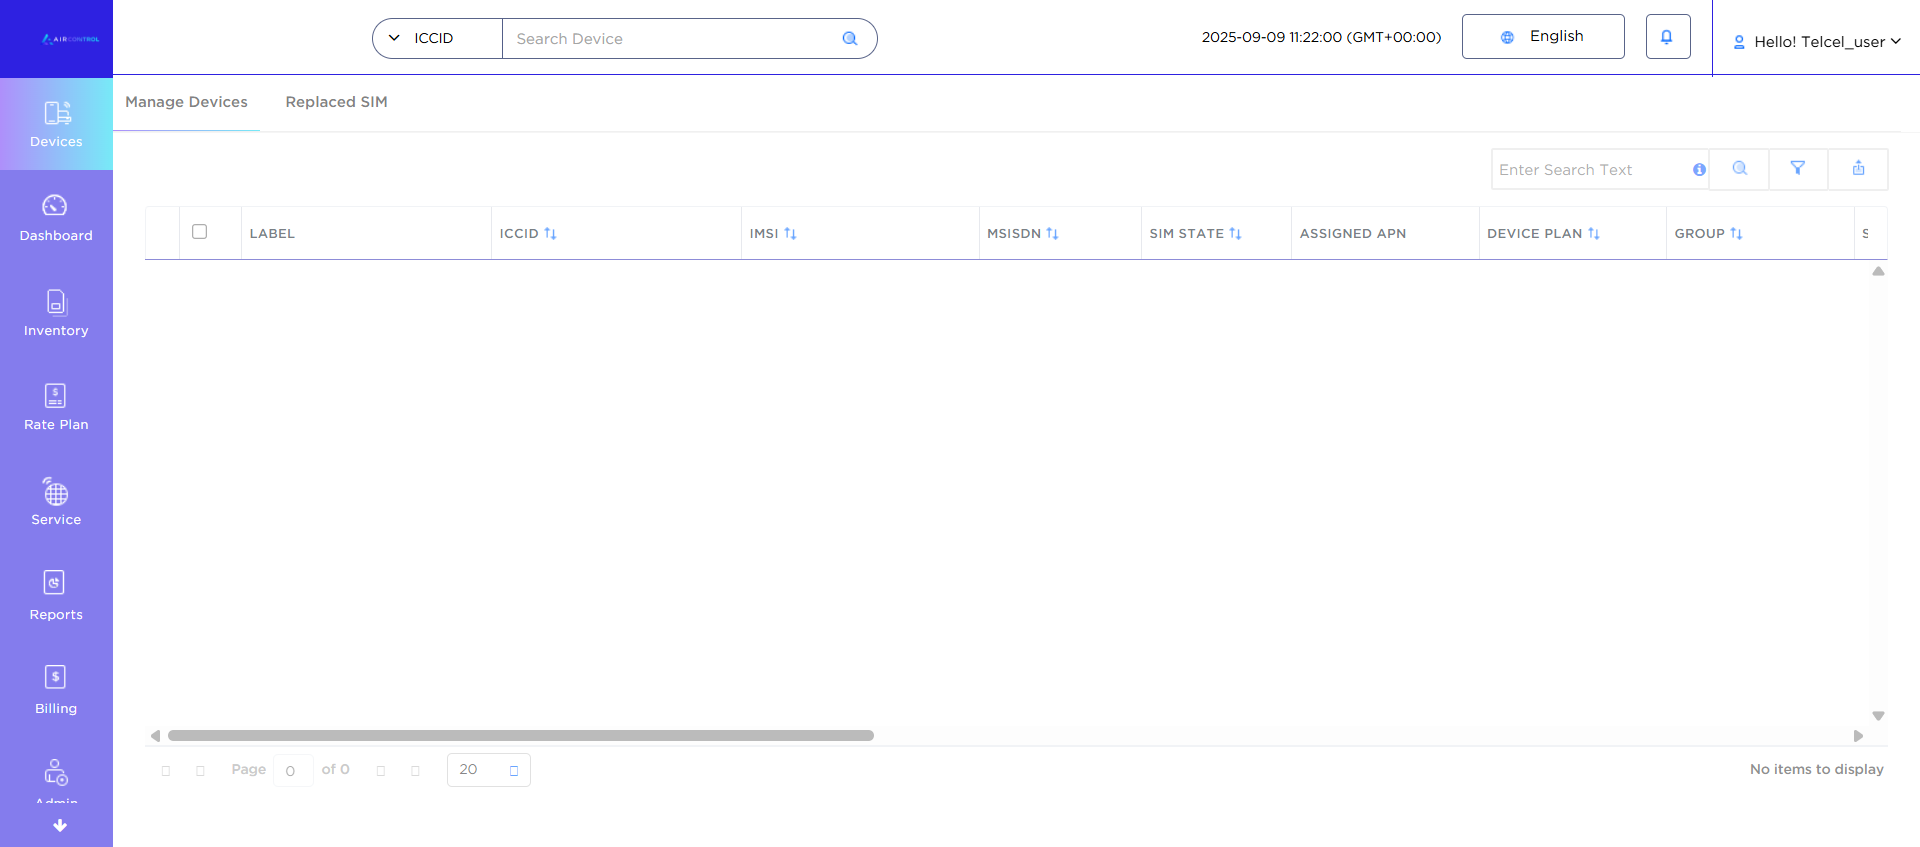 AIRCONTROL
ICCID
Search Device
2025-09-09 11:22:00 (GMT+00:00)
English
Hello! Telcel_user
Devices
Dashboard
Inventory
Rate Plan
Service
Reports
Billing
Admin
Manage Devices
Replaced SIM
Enter Search Text
LABEL
ICCID
IMSI
MSISDN
SIM STATE
ASSIGNED APN
DEVICE PLAN
GROUP
S
Page 0 of 0
20
No items to display